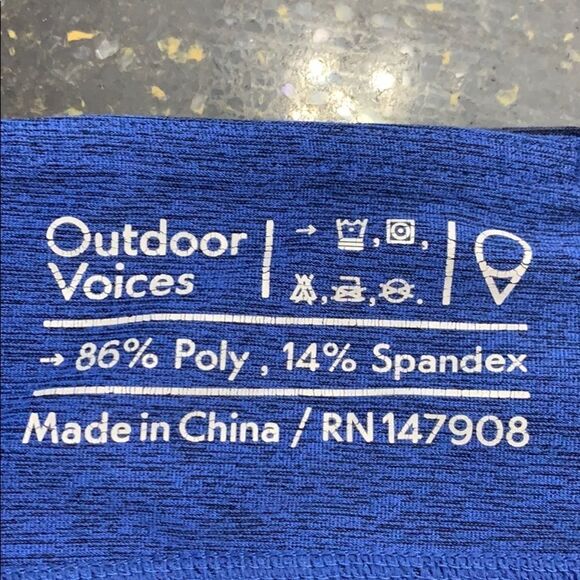 Outdoor
Voices
→ 86% Poly, 14% Spandex
Made in China / RN147908